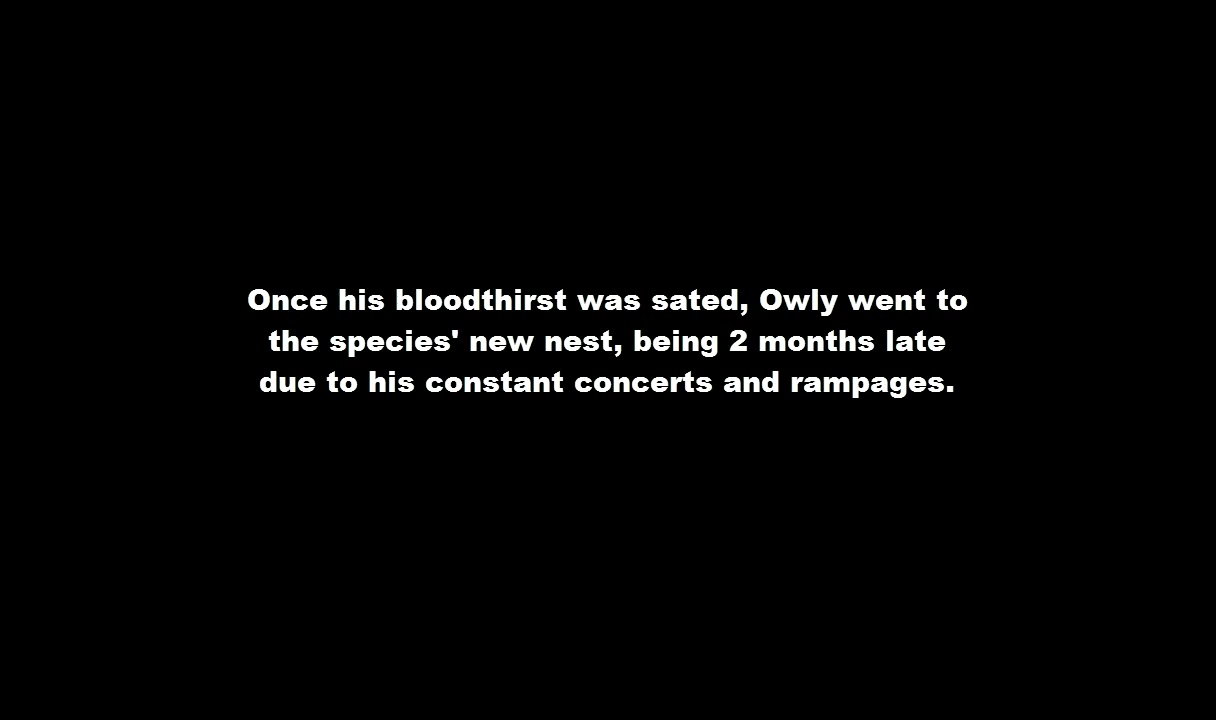 Once his bloodthirst was sated, Owly went to
the species' new nest, being 2 months late
due to his constant concerts and rampages.